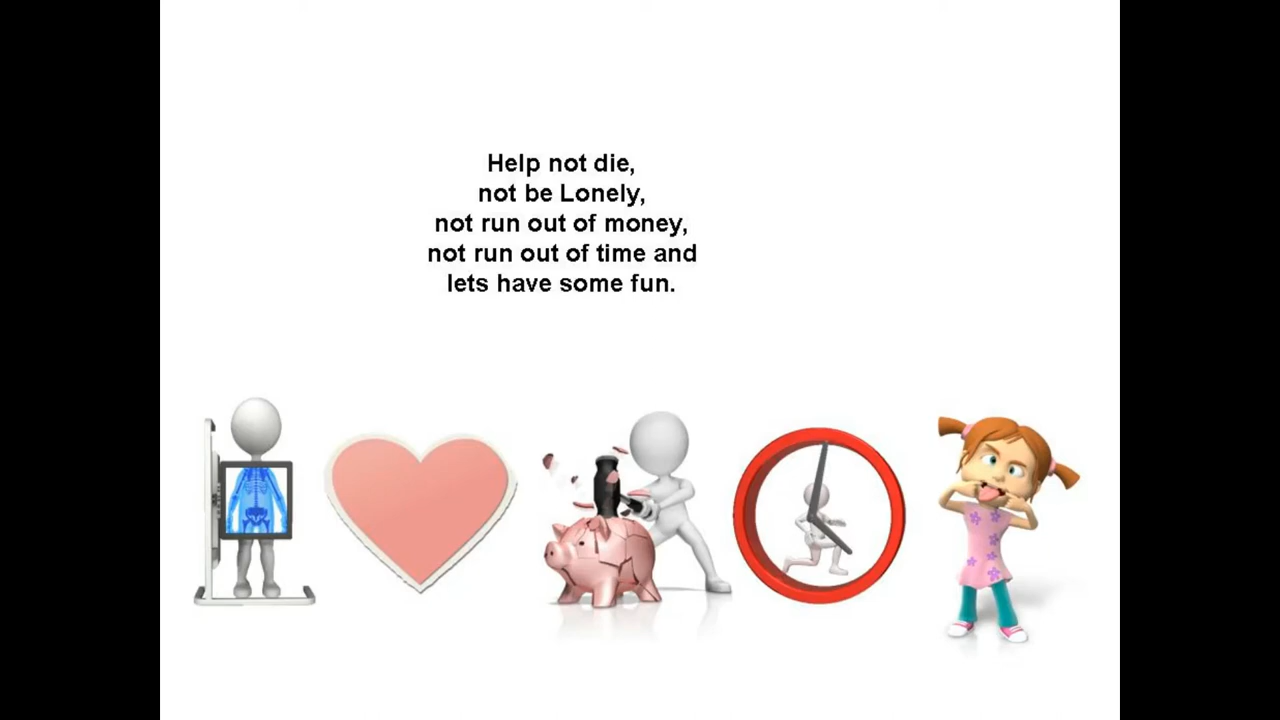 Help not die,
not be Lonely,
not run out of money,
not run out of time and
lets have some fun.